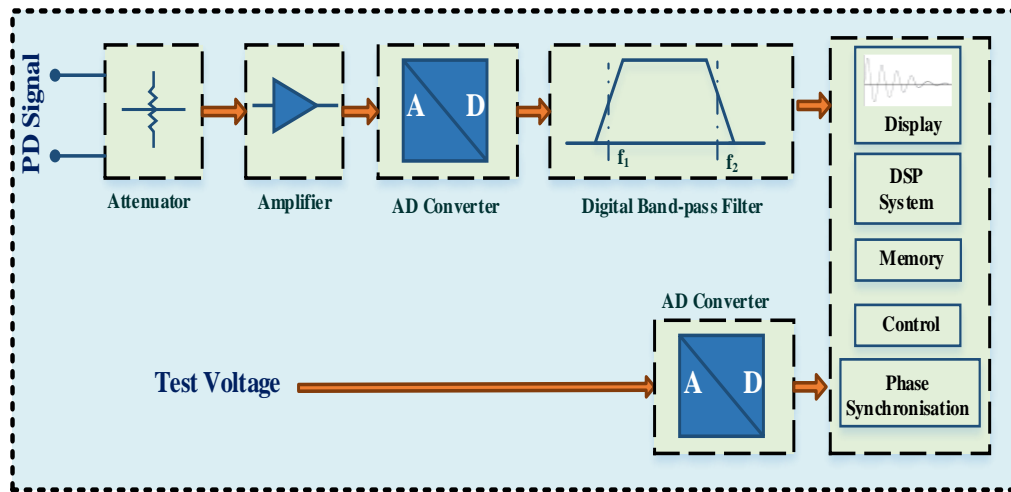 PD Signal
Attenuator
Amplifier
A D
AD Converter
f1 f2
Digital Band-pass Filter
Display
DSP
System
Memory
Control
Phase
Synchronisation
AD Converter
A D
Test Voltage